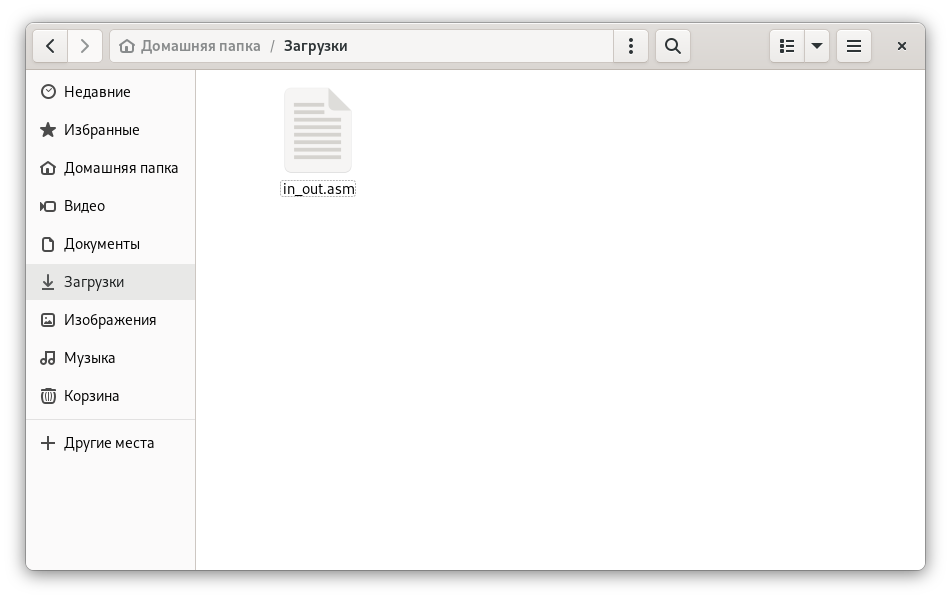 Домашняя папка / Загрузки
Недавние
Избранные
Домашняя папка
Видео
Документы
Загрузки
Изображения
Музыка
Корзина
Другие места
in_out.asm